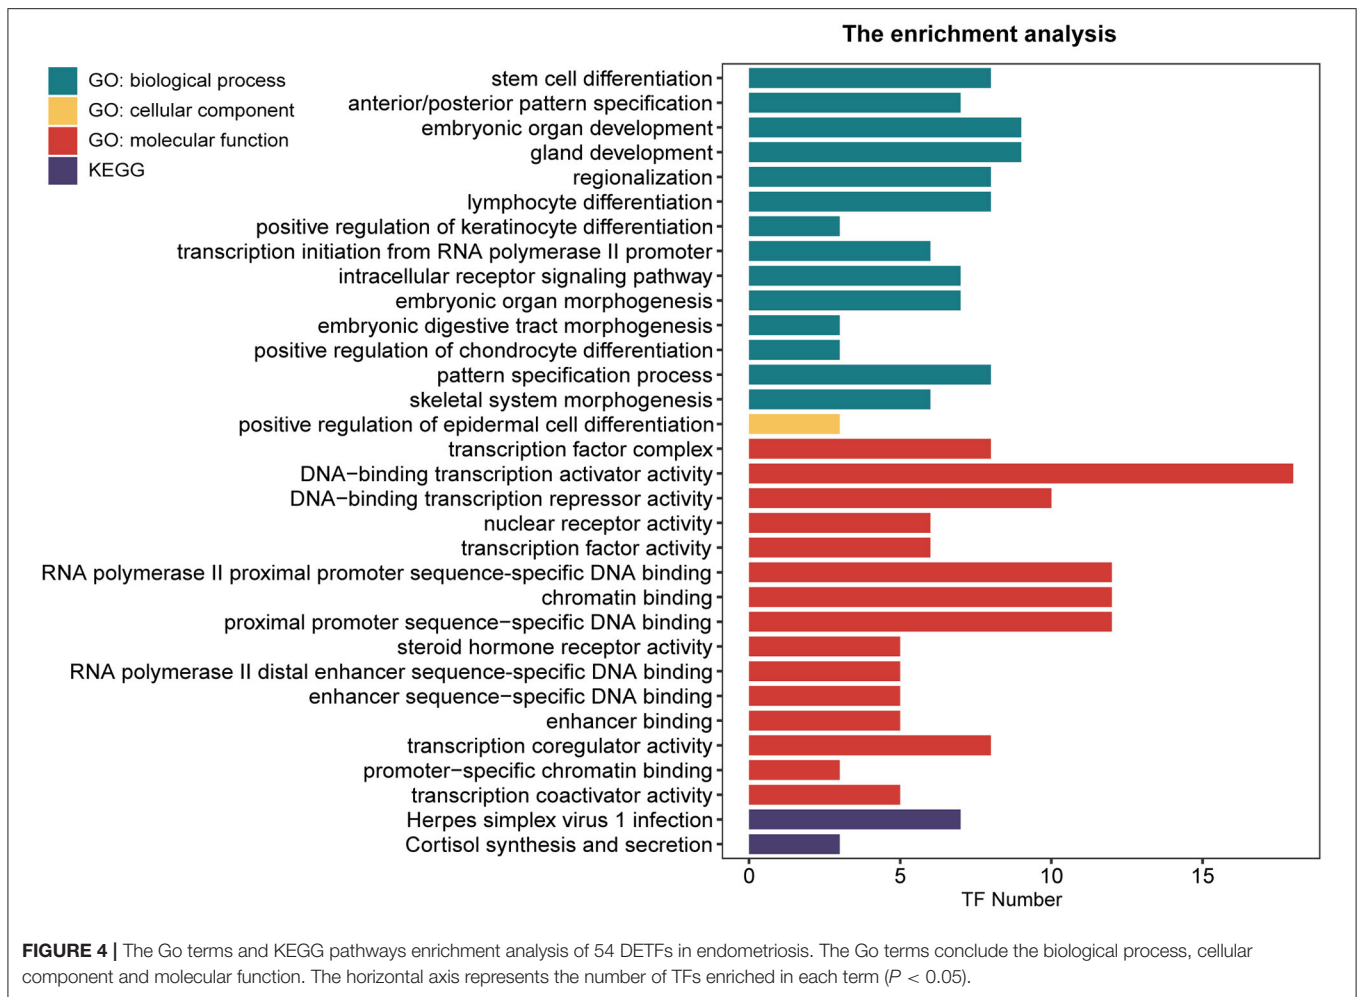 The enrichment analysis
GO: biological process
GO: cellular component
GO: molecular function
KEGG
stem cell differentiation
anterior/posterior pattern specification
embryonic organ development
gland development
regionalization
lymphocyte differentiation
positive regulation of keratinocyte differentiation
transcription initiation from RNA polymerase II promoter
intracellular receptor signaling pathway
embryonic organ morphogenesis
embryonic digestive tract morphogenesis
positive regulation of chondrocyte differentiation
pattern specification process
skeletal system morphogenesis
positive regulation of epidermal cell differentiation
transcription factor complex
DNA−binding transcription activator activity
DNA−binding transcription repressor activity
nuclear receptor activity
transcription factor activity
RNA polymerase II proximal promoter sequence-specific DNA binding
chromatin binding
proximal promoter sequence−specific DNA binding
steroid hormone receptor activity
RNA polymerase II distal enhancer sequence-specific DNA binding
enhancer sequence−specific DNA binding
enhancer binding
transcription coregulator activity
promoter−specific chromatin binding
transcription coactivator activity
Herpes simplex virus 1 infection
Cortisol synthesis and secretion
0 5 10 15
TF Number
FIGURE 4 | The Go terms and KEGG pathways enrichment analysis of 54 DETFs in endometriosis. The Go terms conclude the biological process, cellular
component and molecular function. The horizontal axis represents the number of TFs enriched in each term (P < 0.05).